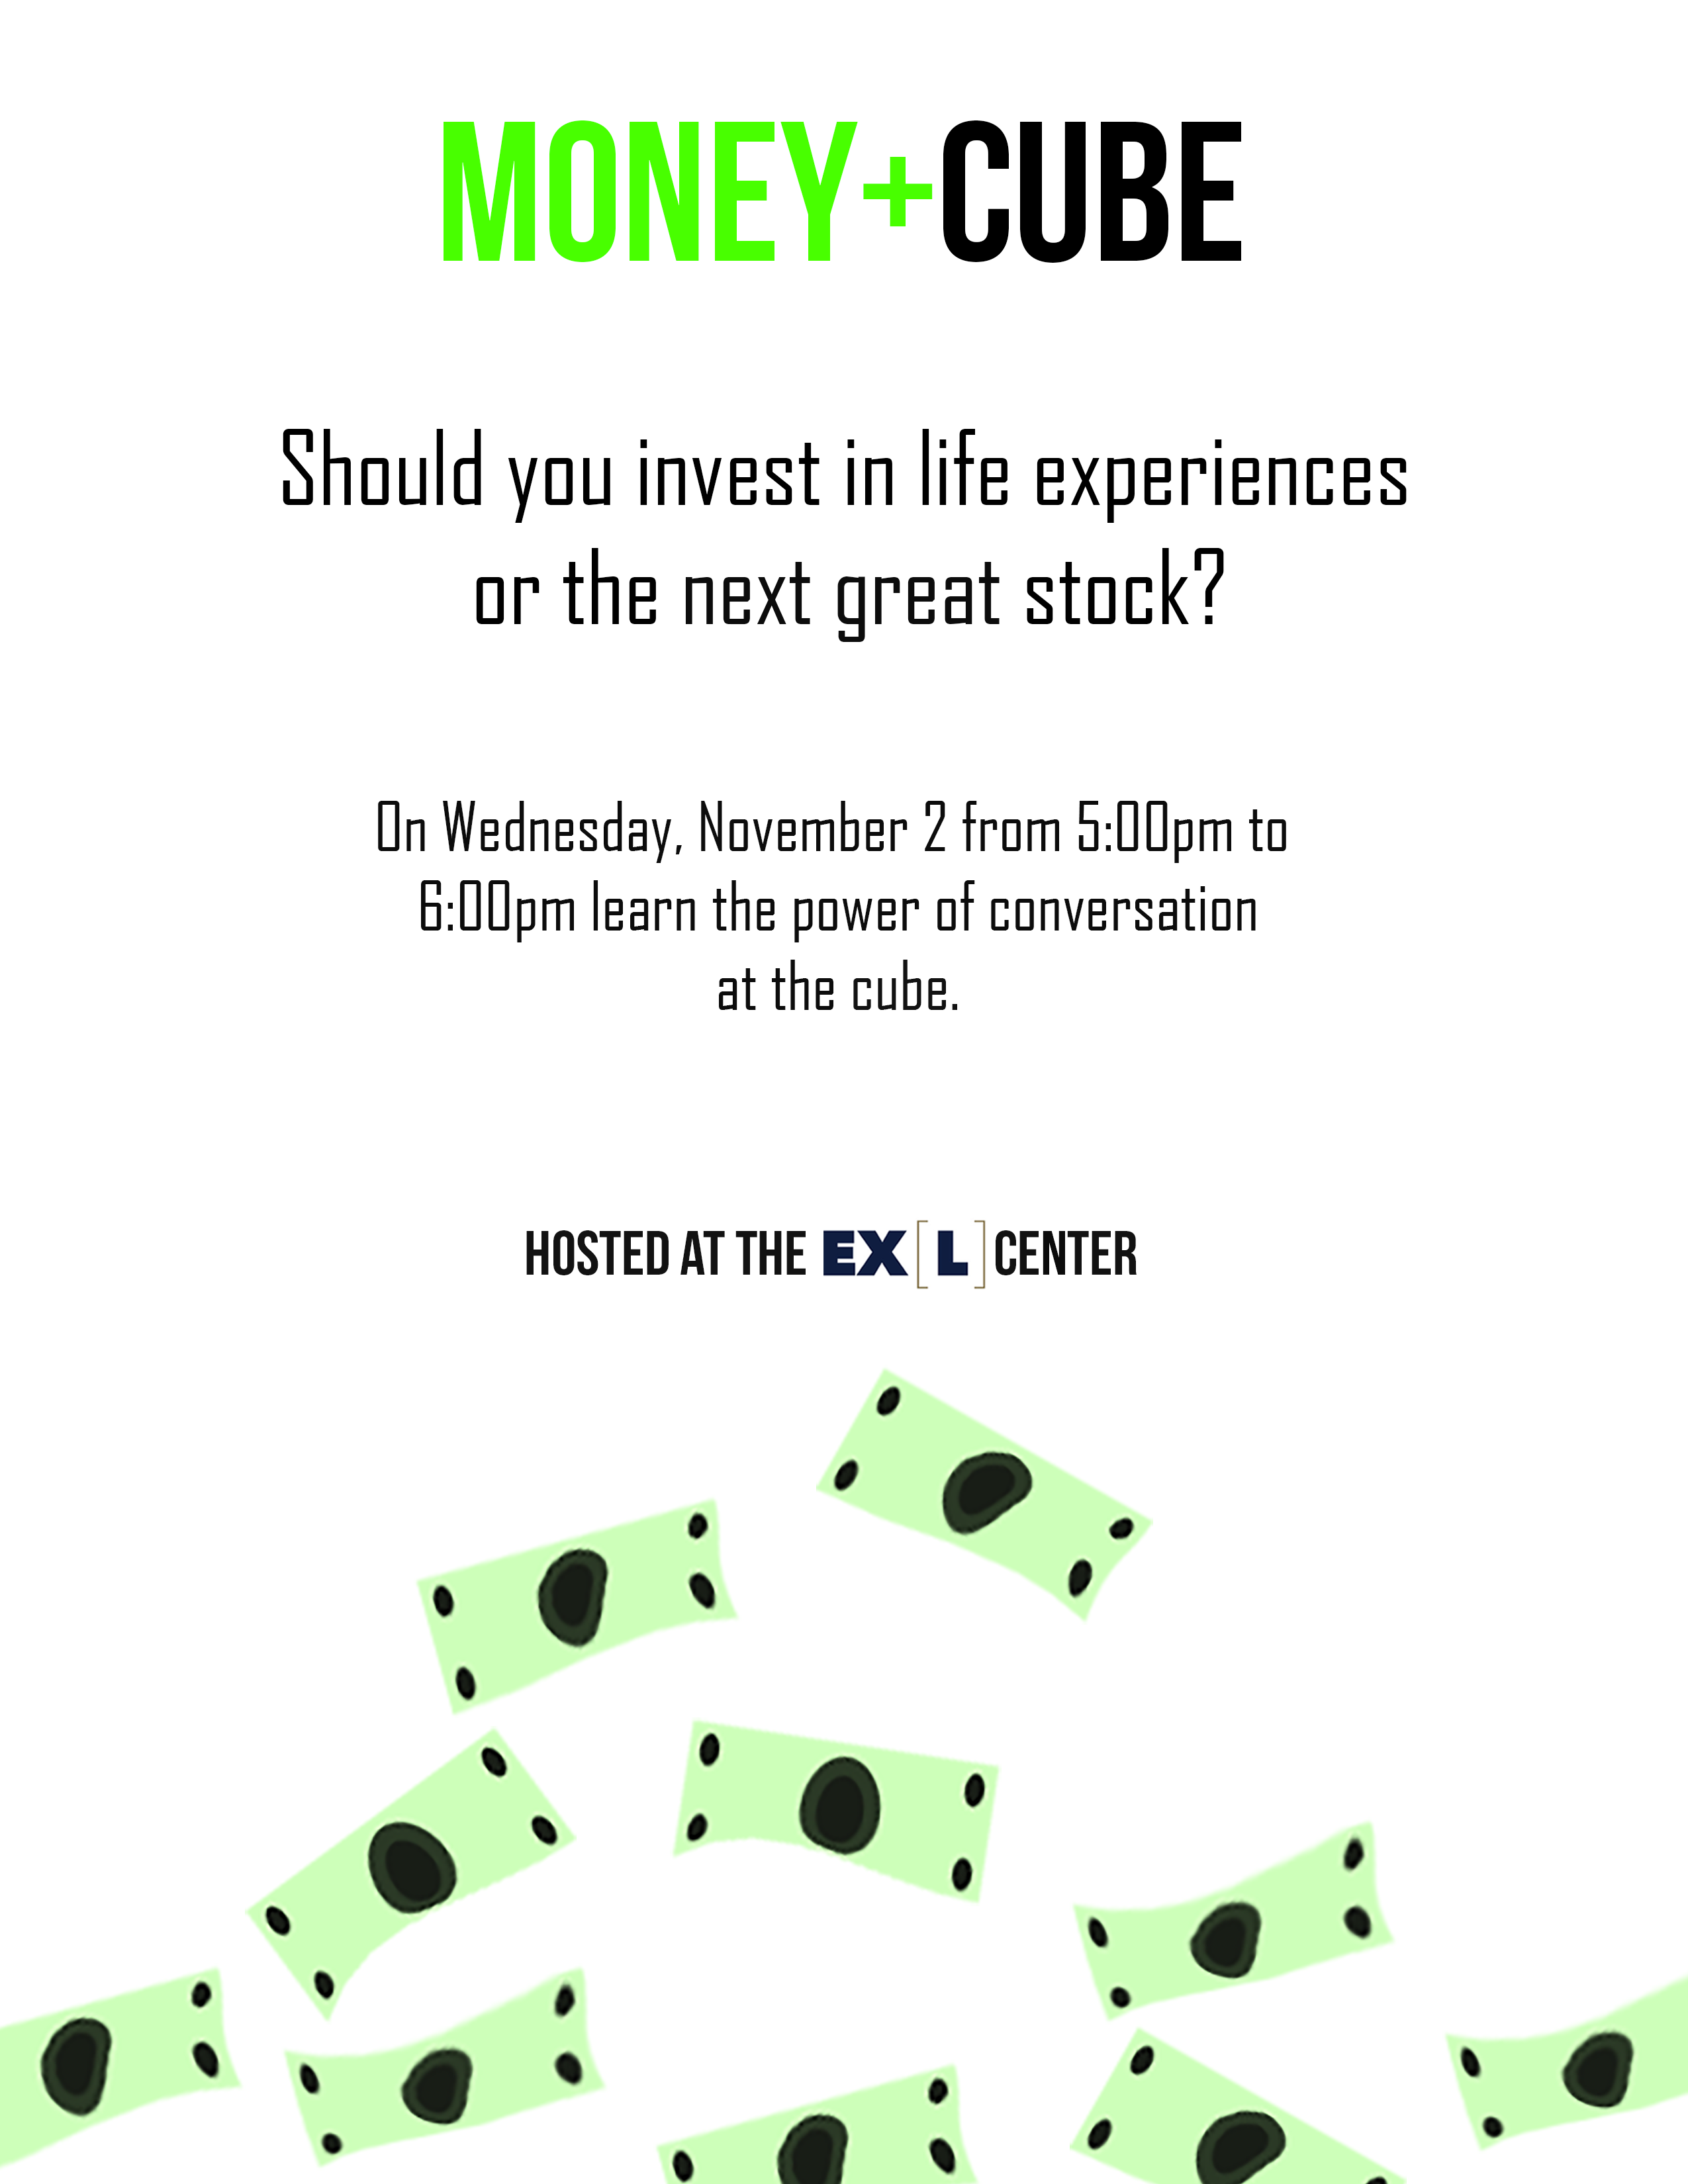 MONEY+CUBE
Should you invest in life experiences
or the next great stock?
On Wednesday, November 2 from 5:00pm to
6:00pm learn the power of conversation
at the cube.
HOSTED AT THE EX[L]CENTER